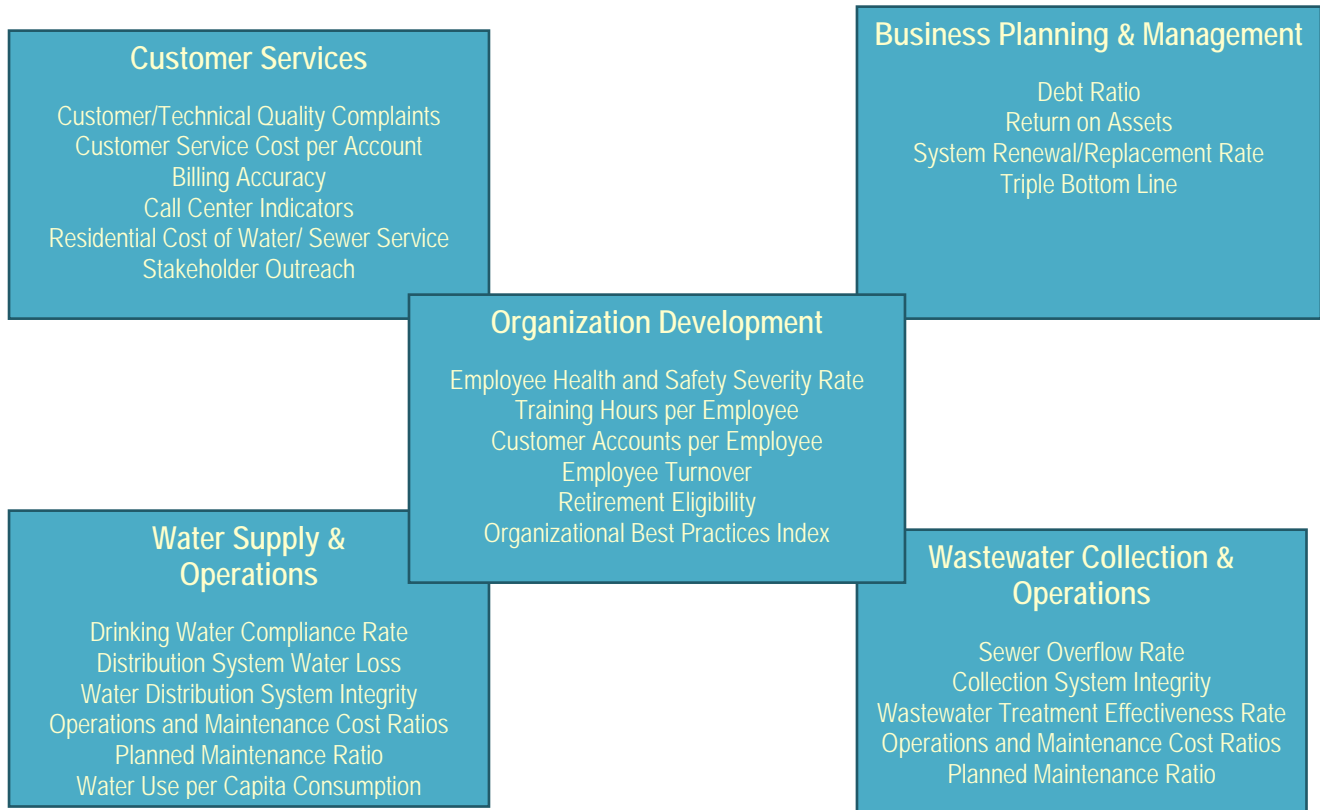 Customer Services
Customer/Technical Quality Complaints
Customer Service Cost per Account
Billing Accuracy
Call Center Indicators
Residential Cost of Water/ Sewer Service
Stakeholder Outreach
Business Planning & Management
Debt Ratio
Return on Assets
System Renewal/Replacement Rate
Triple Bottom Line
Organization Development
Employee Health and Safety Severity Rate
Training Hours per Employee
Customer Accounts per Employee
Employee Turnover
Retirement Eligibility
Organizational Best Practices Index
Water Supply &
Operations
Drinking Water Compliance Rate
Distribution System Water Loss
Water Distribution System Integrity
Operations and Maintenance Cost Ratios
Planned Maintenance Ratio
Water Use per Capita Consumption
Wastewater Collection &
Operations
Sewer Overflow Rate
Collection System Integrity
Wastewater Treatment Effectiveness Rate
Operations and Maintenance Cost Ratios
Planned Maintenance Ratio